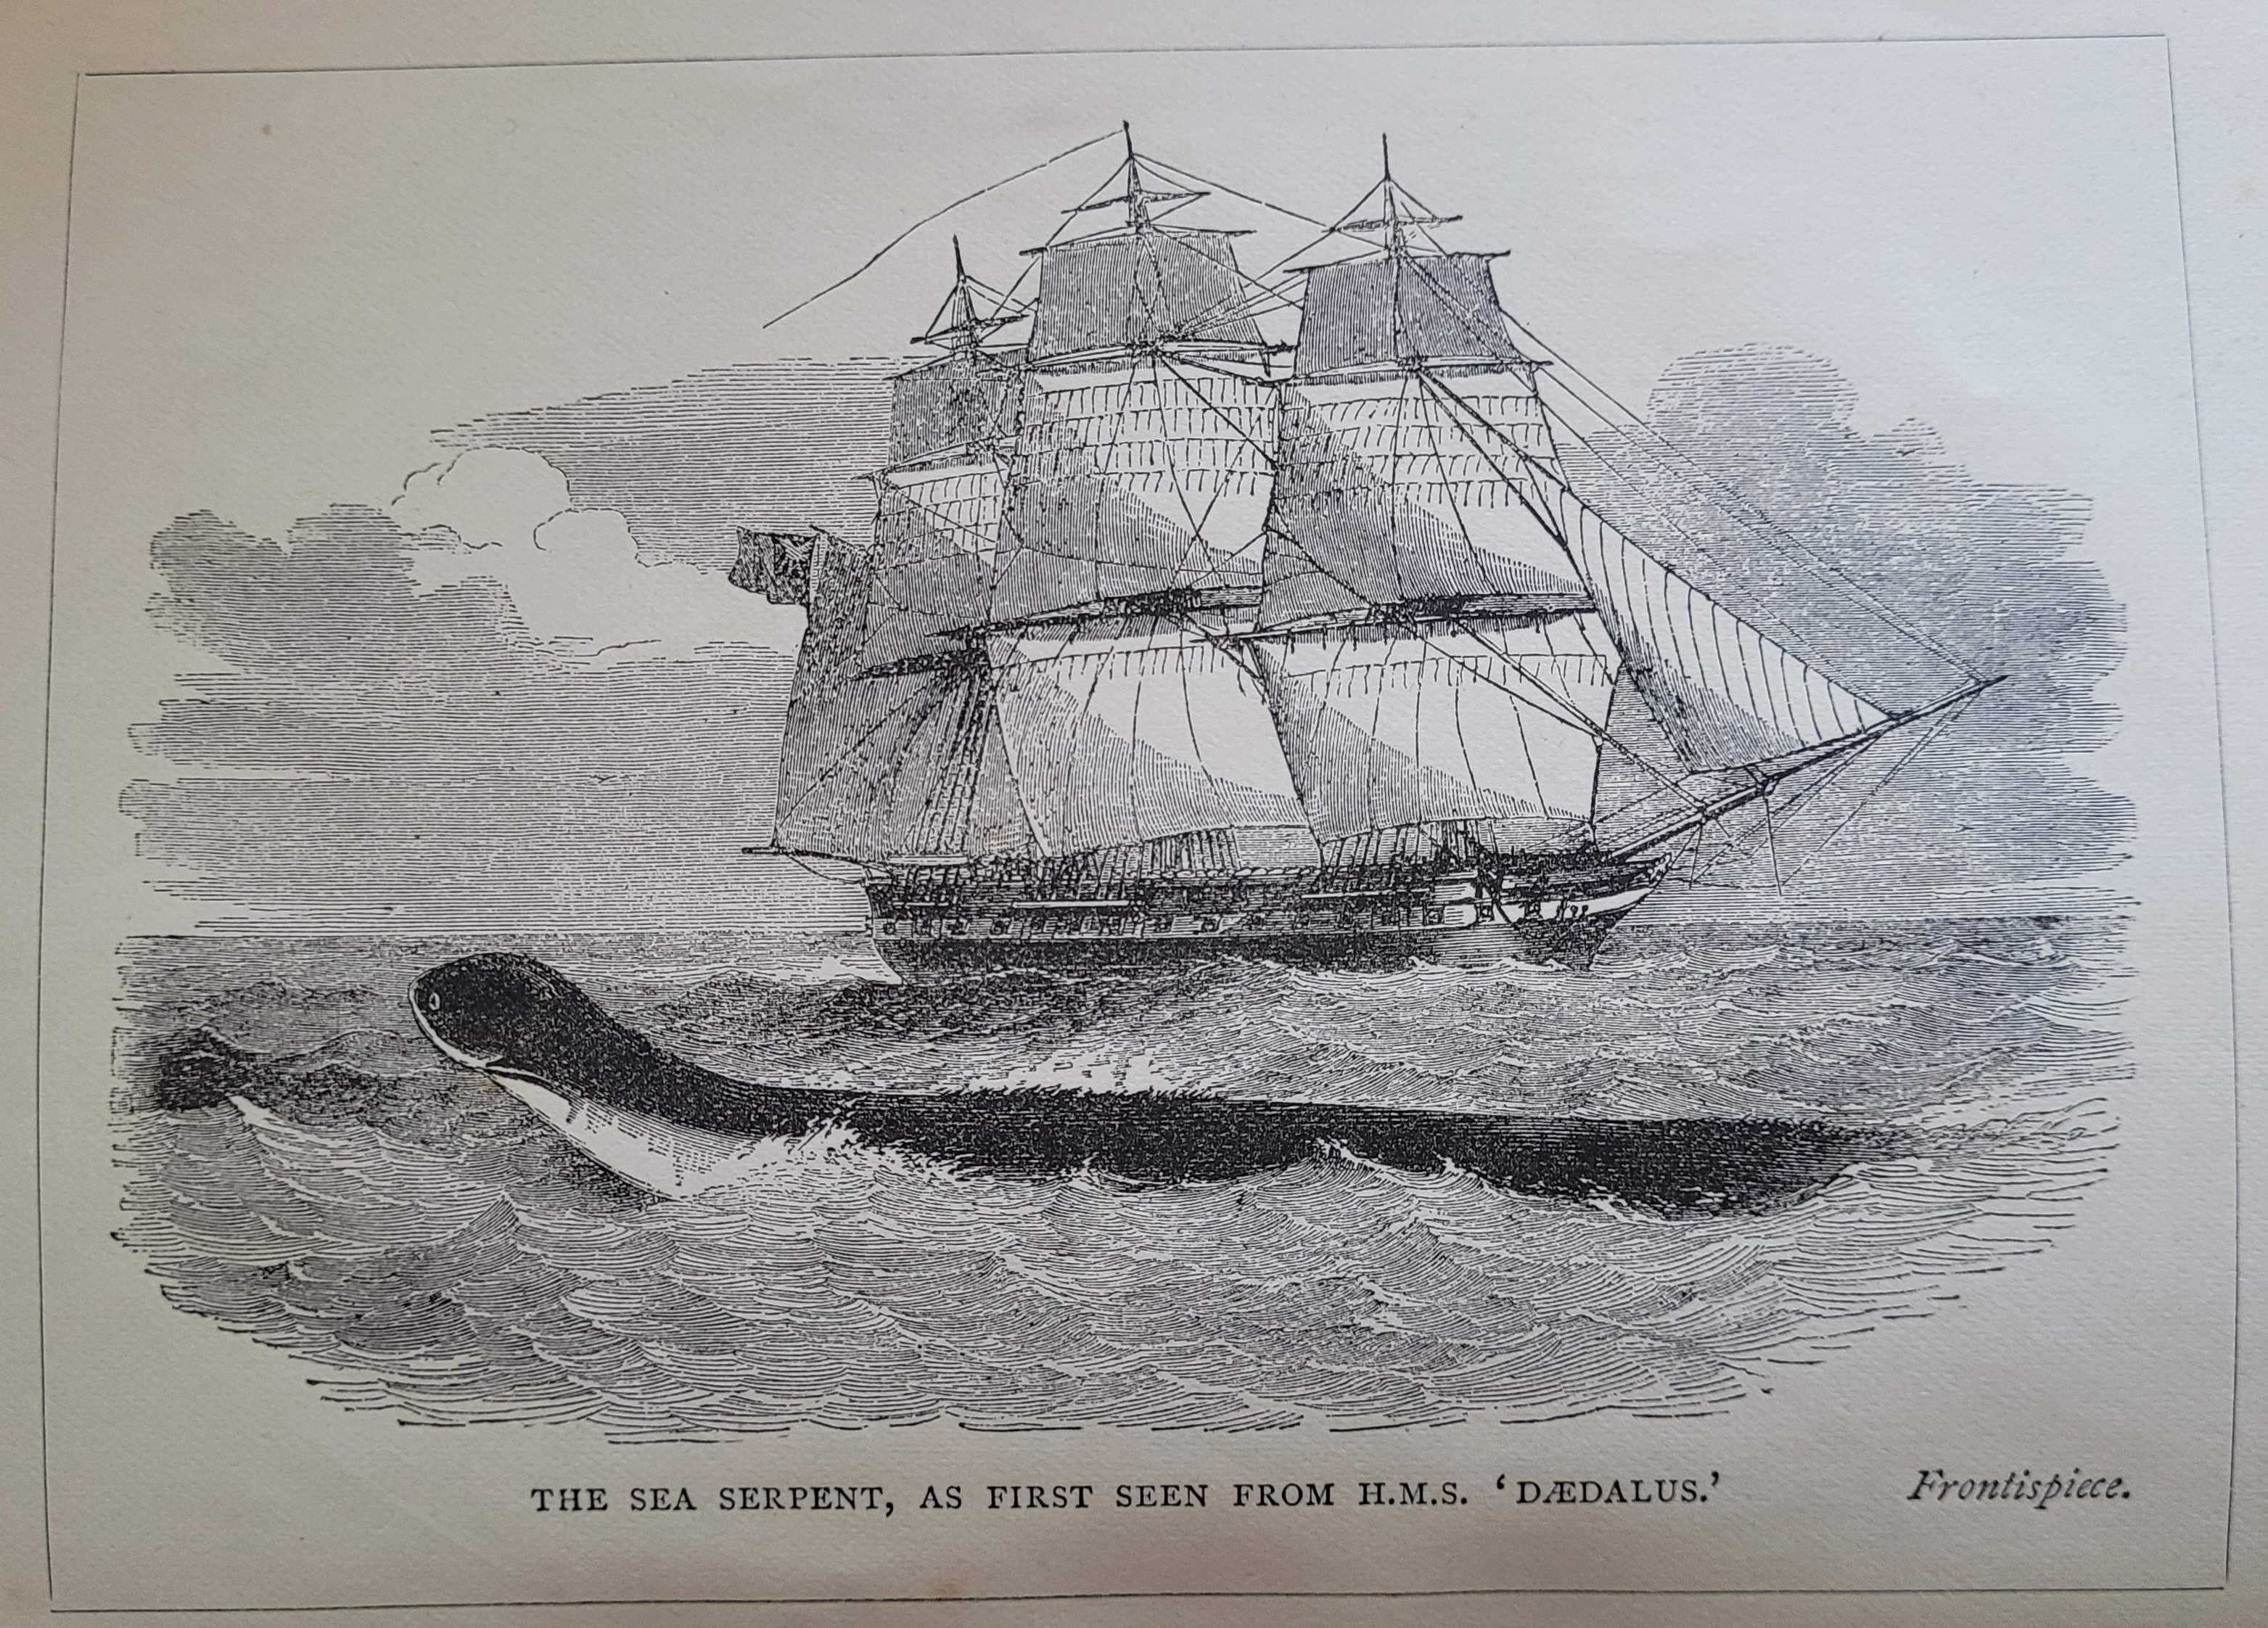 THE SEA SERPENT, AS FIRST SEEN FROM H.M.S. ‘DÆDALUS.’
Frontispiece.